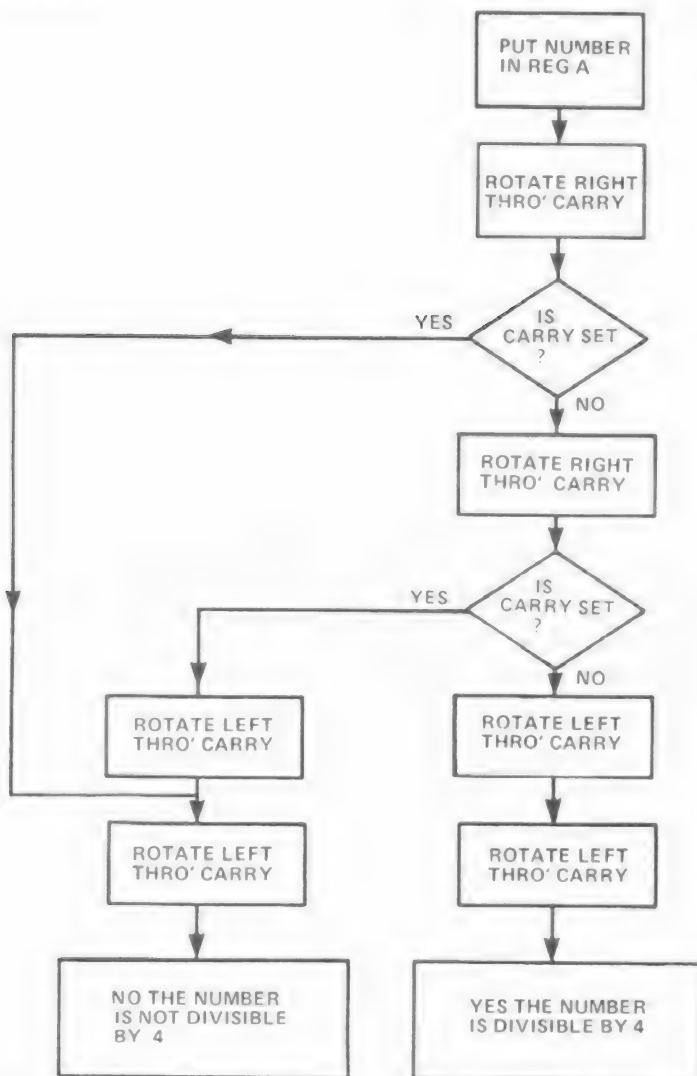 PUT NUMBER
IN REG A
ROTATE RIGHT
THRO' CARRY
IS
CARRY SET
?
YES
NO
ROTATE RIGHT
THRO' CARRY
IS
CARRY SET
?
YES
NO
ROTATE LEFT
THRO' CARRY
ROTATE LEFT
THRO' CARRY
ROTATE LEFT
THRO' CARRY
ROTATE LEFT
THRO' CARRY
NO THE NUMBER
IS NOT DIVISIBLE
BY 4
YES THE NUMBER
IS DIVISIBLE BY 4